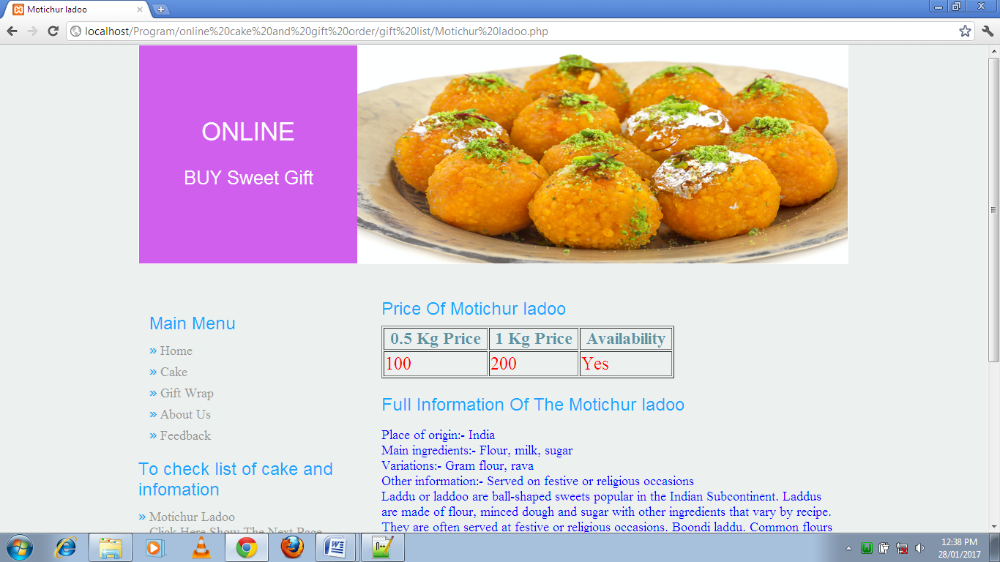 Motichur ladoo
localhost/Program/online%20cake%20and%20gift%20order/gift%20list/Motichur%20ladoo.php
ONLINE
BUY Sweet Gift
Main Menu
» Home
» Cake
» Gift Wrap
» About Us
» Feedback
To check list of cake and
infomation
» Motichur Ladoo
Click Here Show The Next Page
Price Of Motichur ladoo
0.5 Kg Price 1 Kg Price Availability
100 200 Yes
Full Information Of The Motichur ladoo
Place of origin:- India
Main ingredients:- Flour, milk, sugar
Variations:- Gram flour, rava
Other information:- Served on festive or religious occasions
Laddu or laddoo are ball-shaped sweets popular in the Indian Subcontinent. Laddus
are made of flour, minced dough and sugar with other ingredients that vary by recipe.
They are often served at festive or religious occasions. Boondi laddu. Common flours
12:38 PM
28/01/2017